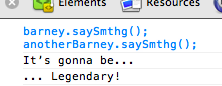 Elements Resources
barney.saySmthg();
anotherBarney.saySmthg();
It's gonna be...
... Legendary!